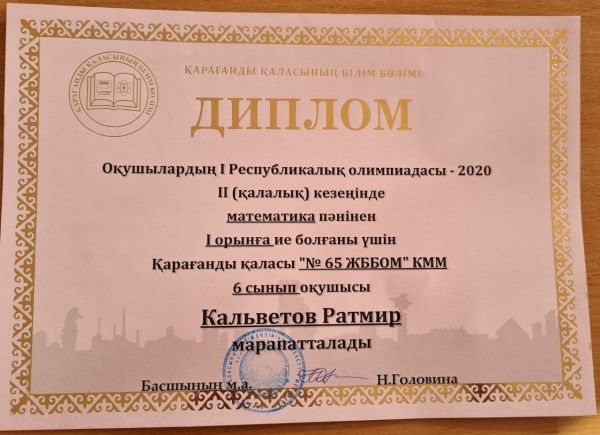 ҚАРАҒАНДЫ ҚАЛАСЫНЫҢ БІЛІМ БӨЛІМІ
ДИПЛОМ
Оқушылардың І Республикалық олимпиадасы - 2020
ІІ (қалалық) кезеңінде
математика пәнінен
І орынға ие болғаны үшін
Қарағанды қаласы "№ 65 ЖББОМ" КММ
6 сынып оқушысы
Кальветов Ратмир
марапатталады
Басшының м.а. Н.Головина